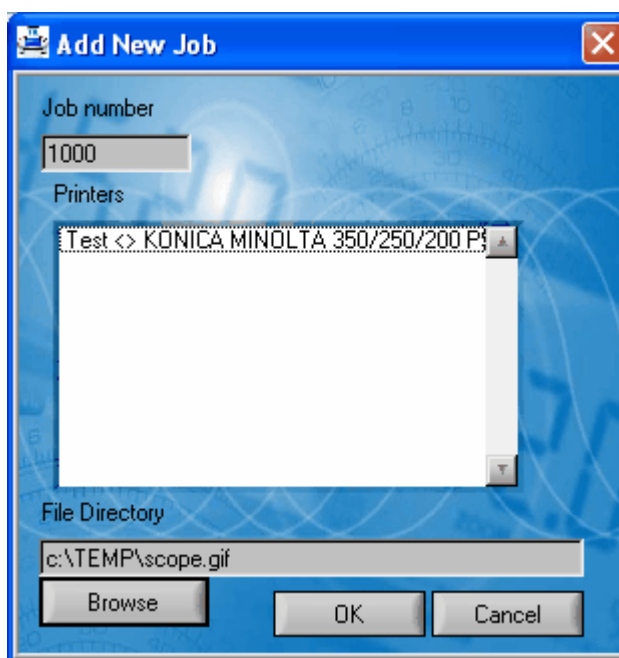 Add New Job
Job number
1000
Printers
Test <> KONICA MINOLTA 350/250/200 PS
File Directory
c:\TEMP\scope.gif
Browse
OK
Cancel